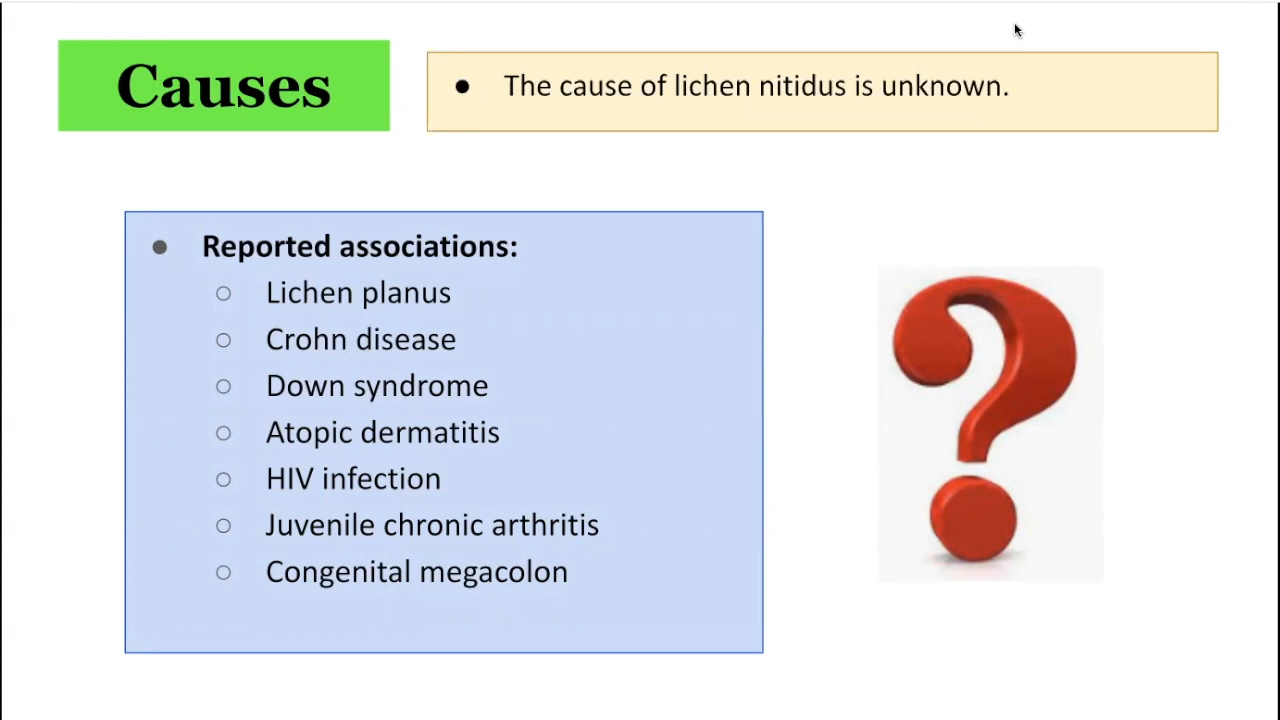 Causes
● The cause of lichen nitidus is unknown.
● Reported associations:
○ Lichen planus
○ Crohn disease
○ Down syndrome
○ Atopic dermatitis
○ HIV infection
○ Juvenile chronic arthritis
○ Congenital megacolon
?